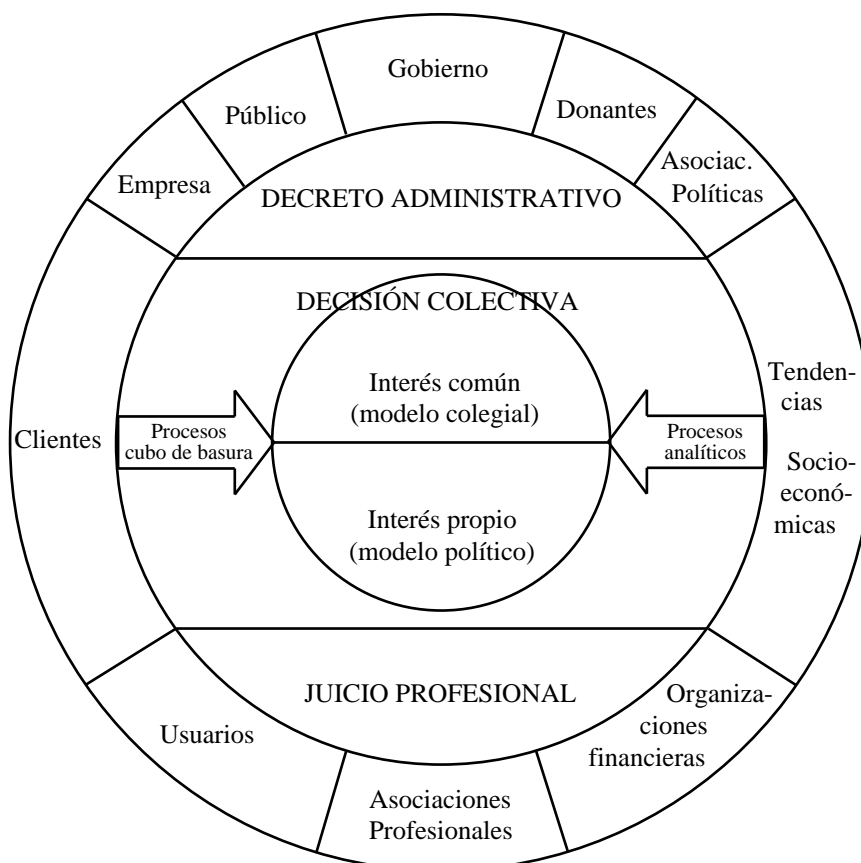 Gobierno
Público
Donantes
Empresa
Asociac.
Políticas
DECRETO ADMINISTRATIVO
DECISIÓN COLECTIVA
Interés común
(modelo colegial)
Clientes
Procesos
cubo de basura
Procesos
analíticos
Tenden-
cias
Socio-
econó-
micas
Interés propio
(modelo político)
JUICIO PROFESIONAL
Usuarios
Organiza-
ciones
financieras
Asociaciones
Profesionales